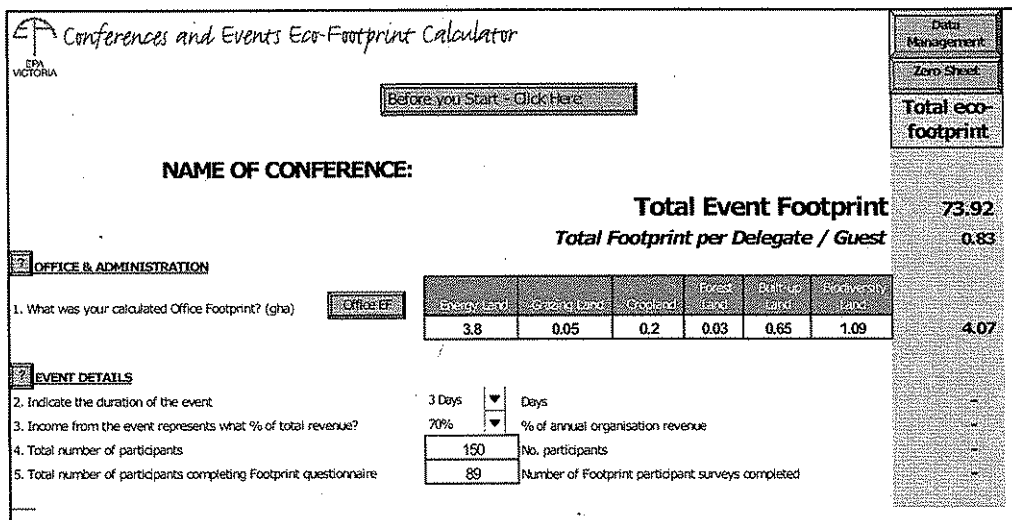 EPA VICTORIA
Conferences and Events Eco-Footprint Calculator
Data Management
Zero Sheet
Before you Start - Click Here
Total eco-footprint
NAME OF CONFERENCE:
Total Event Footprint 73.92
Total Footprint per Delegate / Guest 0.83
? OFFICE & ADMINISTRATION
Energy Land Grazing Land Cropland Forest Land Built-up Land Biodiversity Land
1. What was your calculated Office Footprint? (gha) Office EF
3.8 0.05 0.2 0.03 0.65 1.09 4.07
? EVENT DETAILS
2. Indicate the duration of the event 3 Days Days -
3. Income from the event represents what % of total revenue? 70% % of annual organisation revenue -
4. Total number of participants 150 No. participants -
5. Total number of participants completing Footprint questionnaire 89 Number of Footprint participant surveys completed -